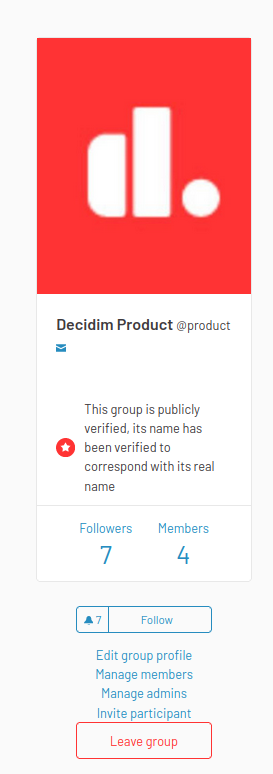 Decidim Product @product
This group is publicly
verified, its name has
been verified to
correspond with its real
name
Followers Members
7 4
7 Follow
Edit group profile
Manage members
Manage admins
Invite participant
Leave group